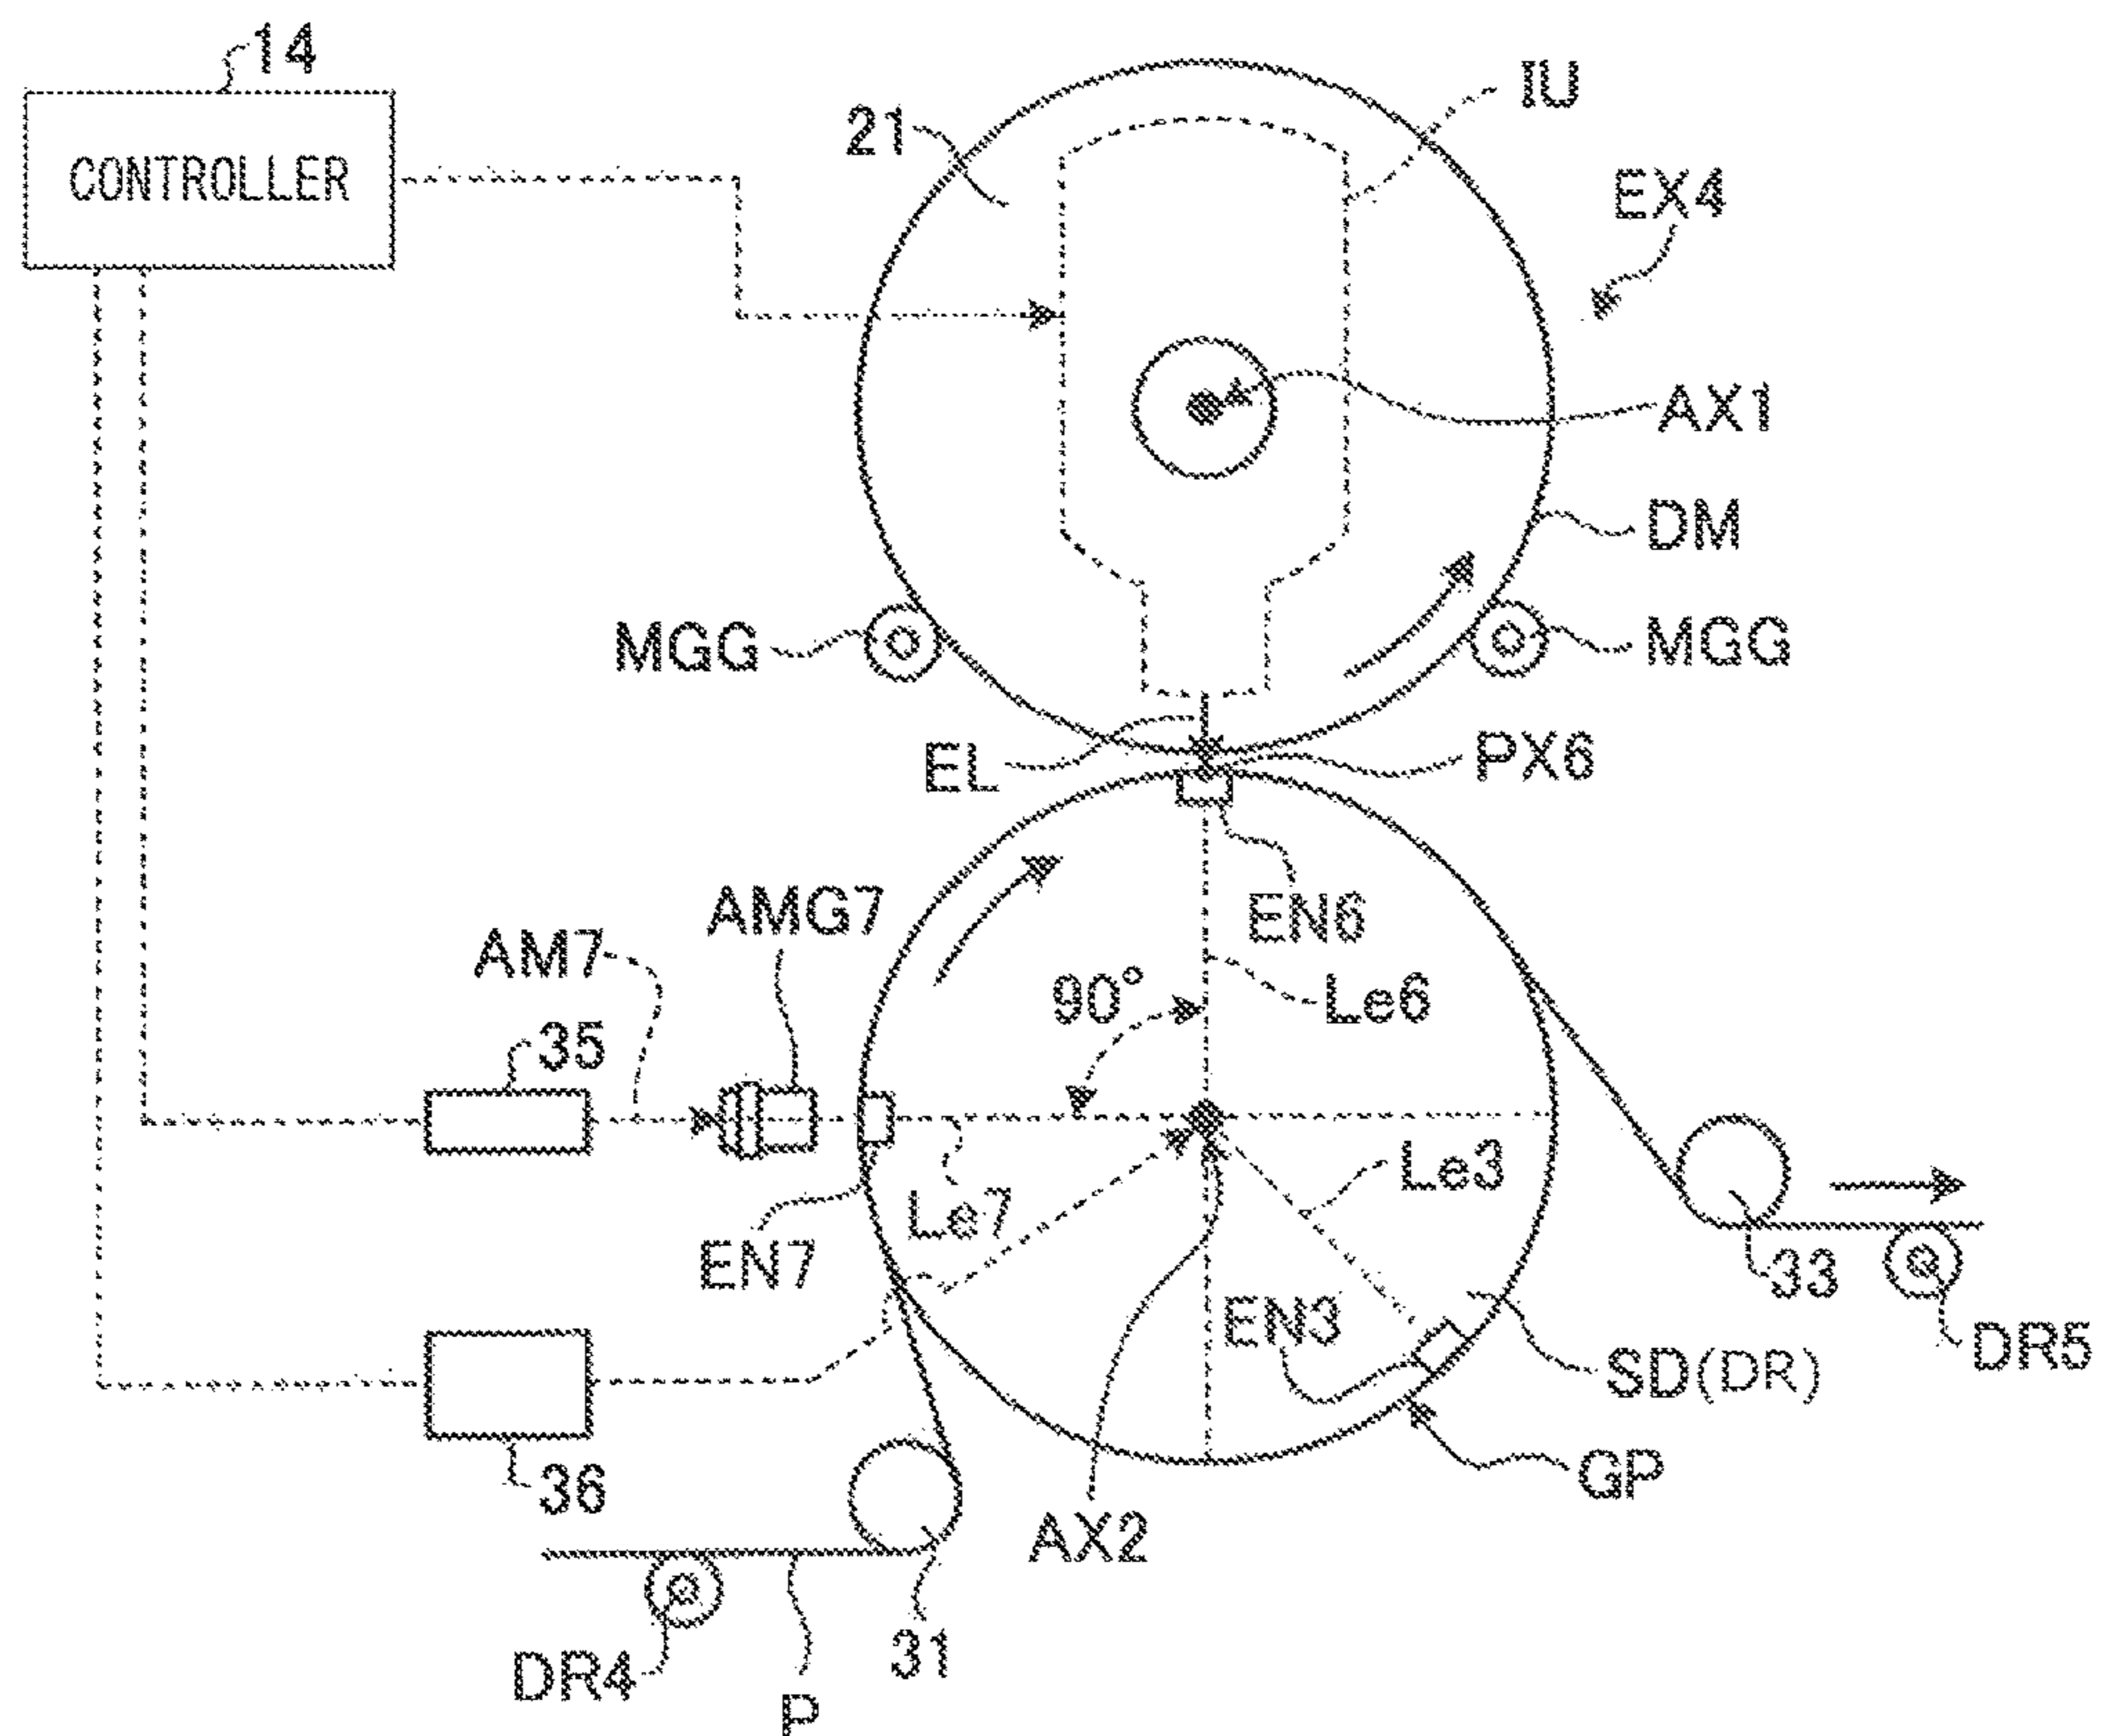 14
CONTROLLER
21
IU
EX4
AX1
DM
MGG
MGG
EL
PX6
EN6
AMG7
AM7
90°
Le6
35
Le3
Le7
EN7
EN3
33
DR5
SD(DR)
36
GP
AX2
31
DR4
P